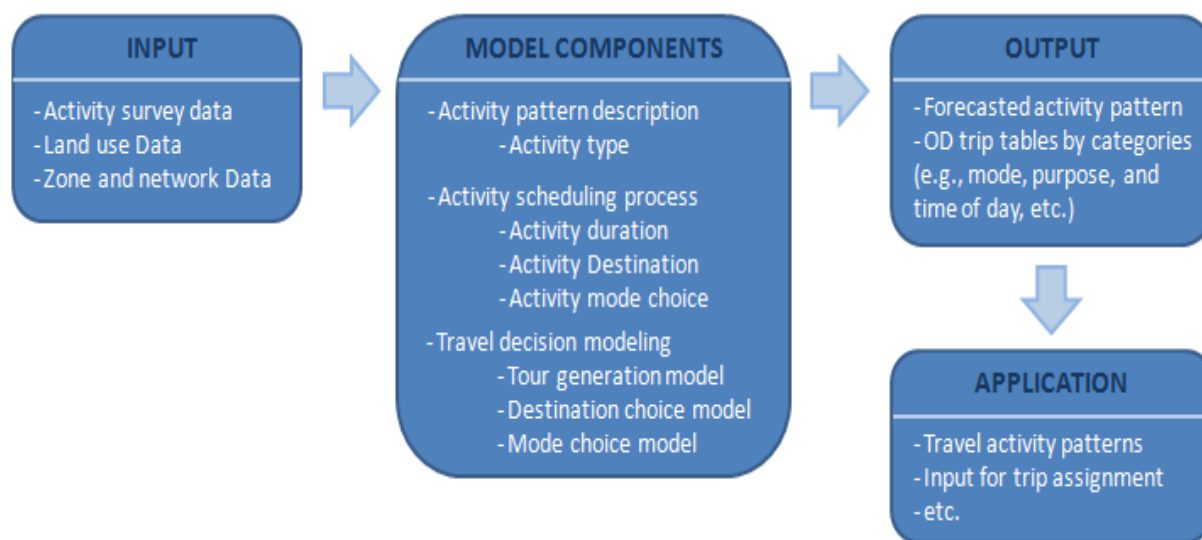 INPUT
-Activity survey data
-Land use Data
-Zone and network Data
MODEL COMPONENTS
-Activity pattern description
-Activity type
-Activity scheduling process
-Activity duration
-Activity Destination
-Activity mode choice
-Travel decision modeling
-Tour generation model
-Destination choice model
-Mode choice model
OUTPUT
-Forecasted activity pattern
-OD trip tables by categories
(e.g., mode, purpose, and
time of day, etc.)
APPLICATION
-Travel activity patterns
-Input for trip assignment
-etc.